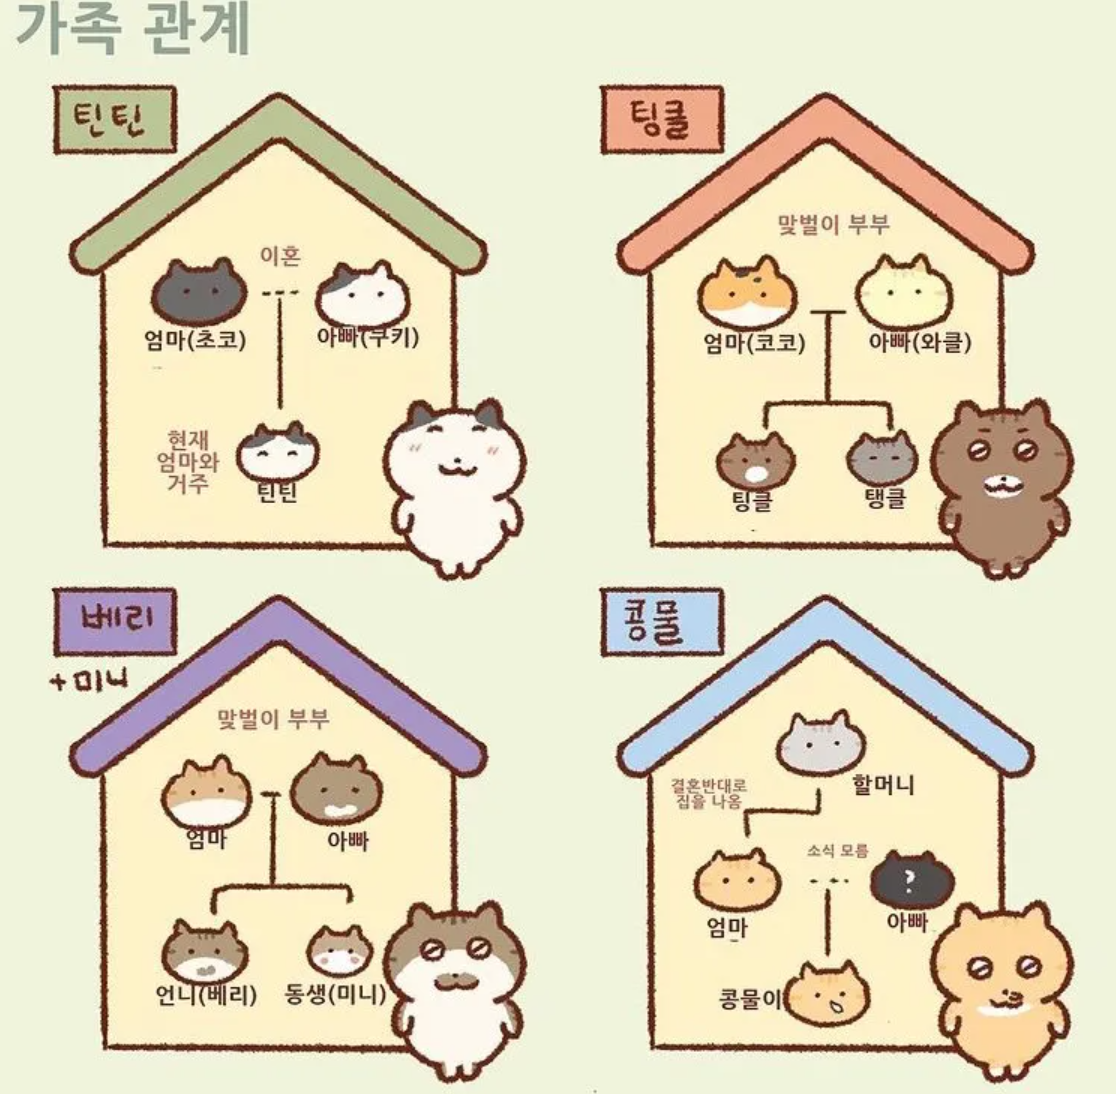 가족 관계
틴틴
이혼
엄마(초코)
아빠(쿠키)
현재
엄마와
거주
틴틴
팅클
맞벌이 부부
엄마(코코)
아빠(와클)
팅클
탱클
베리
+미니
맞벌이 부부
엄마
아빠
언니(베리)
동생(미니)
콩물
할머니
결혼반대로
집을 나옴
소식 모름
엄마
?
아빠
콩물이